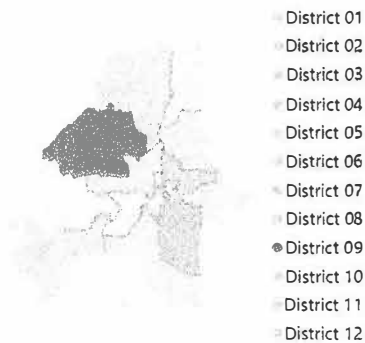 District 01
District 02
District 03
District 04
District 05
District 06
District 07
District 08
District 09
District 10
District 11
District 12